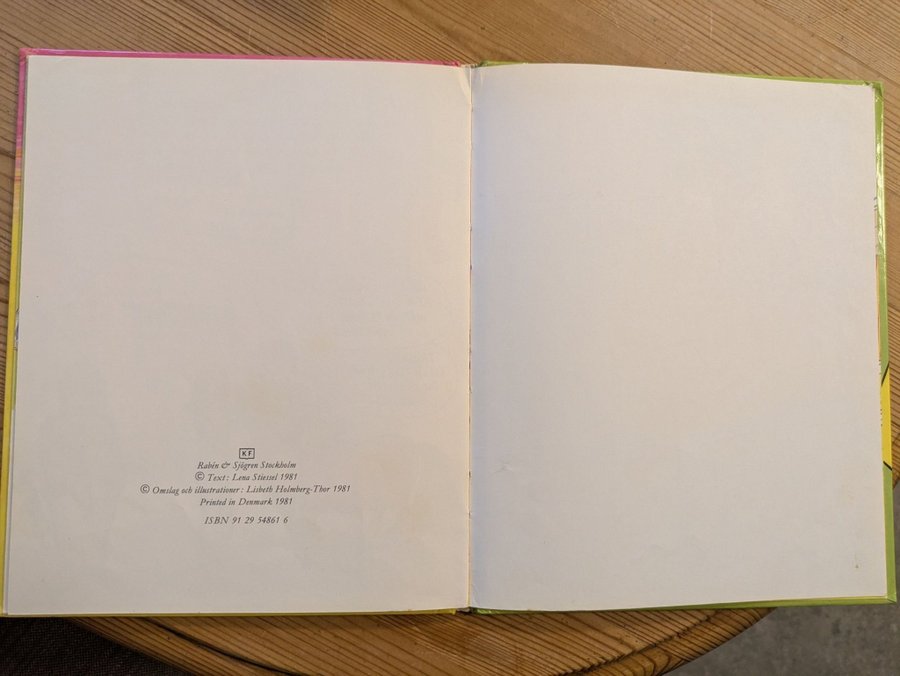 KF
Rabén & Sjögren Stockholm
© Text: Lena Stiessel 1981
© Omslag och illustrationer: Lisbeth Holmberg-Thor 1981
Printed in Denmark 1981
ISBN 91 29 54861 6